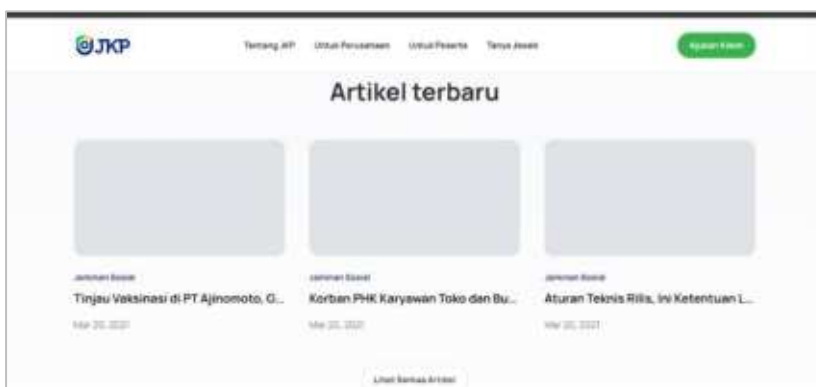 JKP
Tentang JKP
Untuk Perusahaan
Untuk Peserta
Tanya Jawab
Ajukan Klaim
Artikel terbaru
Jaminan Sosial
Tinjau Vaksinasi di PT Ajinomoto, G...
Mar 20, 2021
Jaminan Sosial
Korban PHK Karyawan Toko dan Bu...
Mar 20, 2021
Jaminan Sosial
Aturan Teknis Rilis, Ini Ketentuan L...
Mar 20, 2021
Lihat Semua Artikel